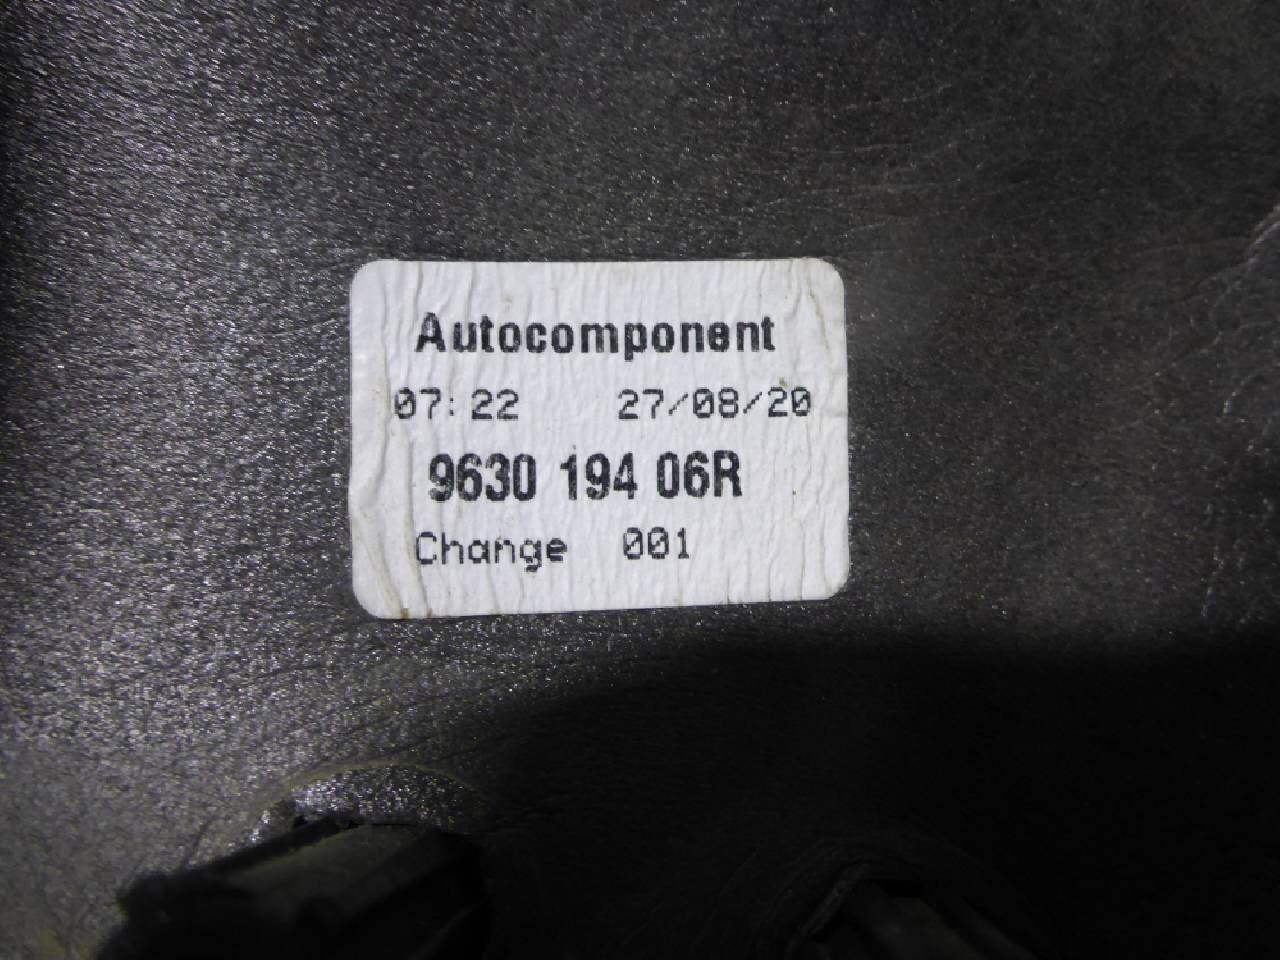 Autocomponent
07:22 27/08/20
9630 194 06R
Change 001